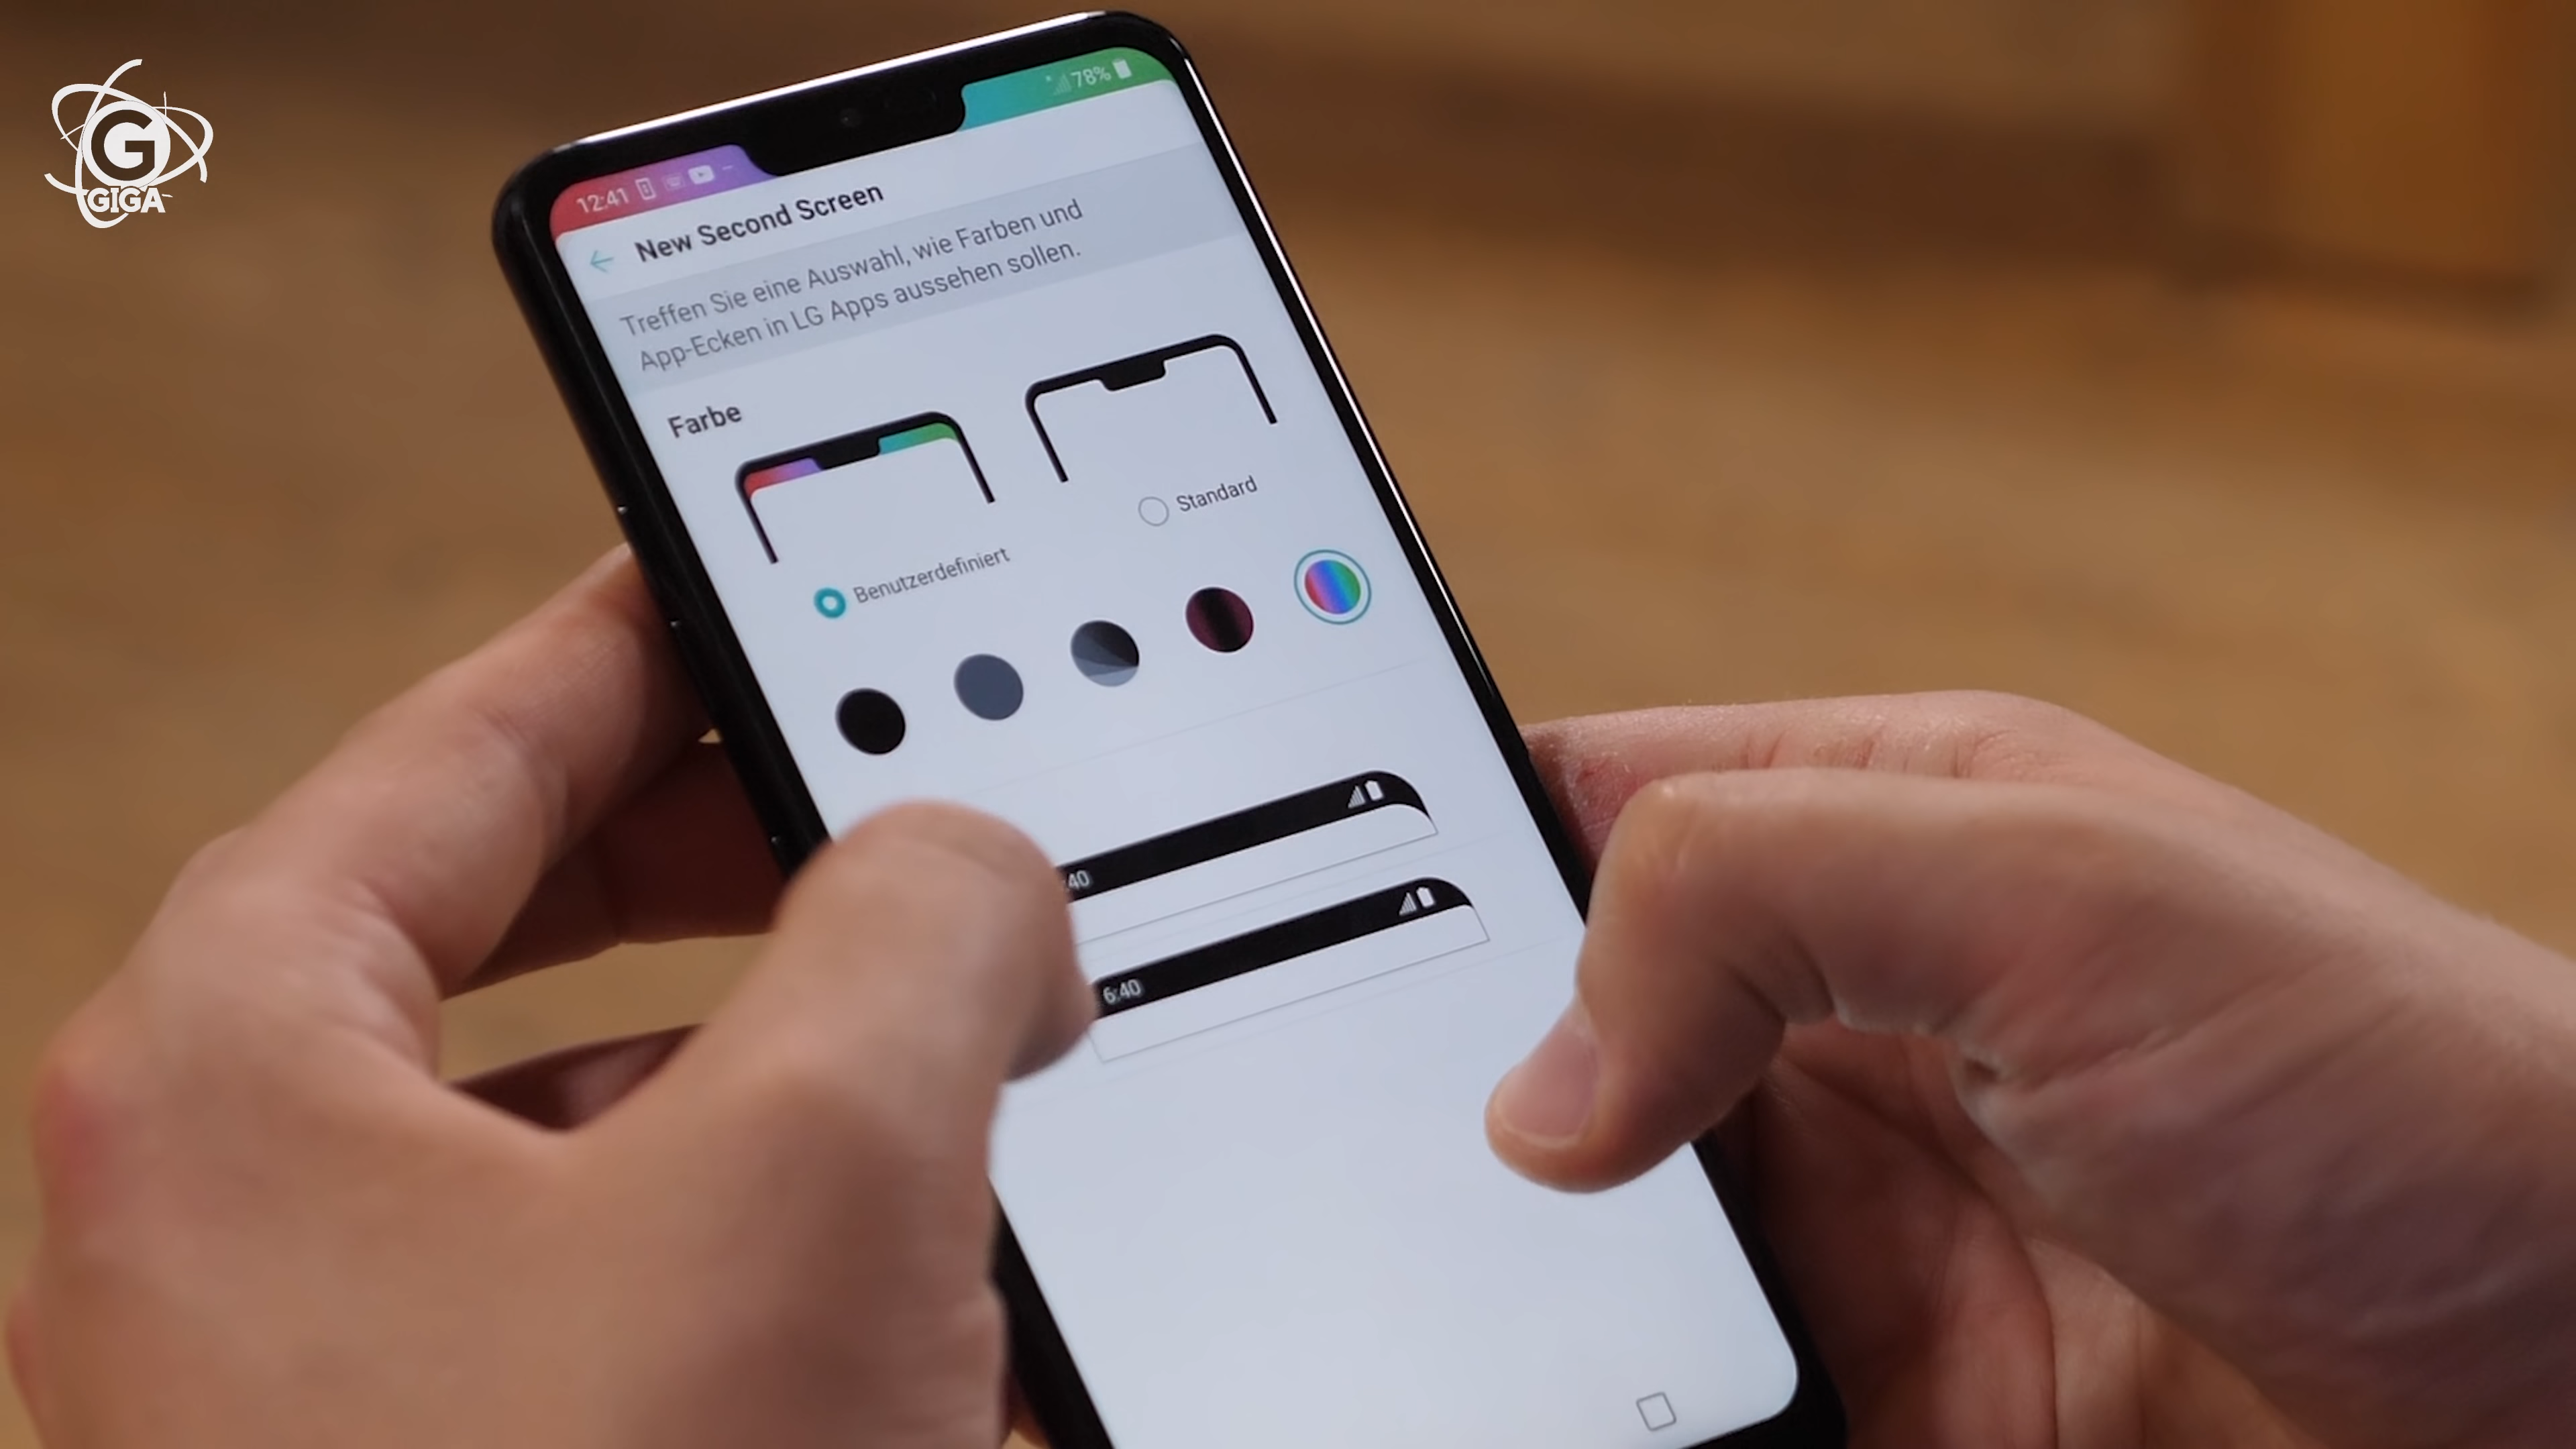 G
GIGA
12:41
78%
New Second Screen
Treffen Sie eine Auswahl, wie Farben und
App-Ecken in LG Apps aussehen sollen.
Farbe
Standard
Benutzerdefiniert
:40
6:40